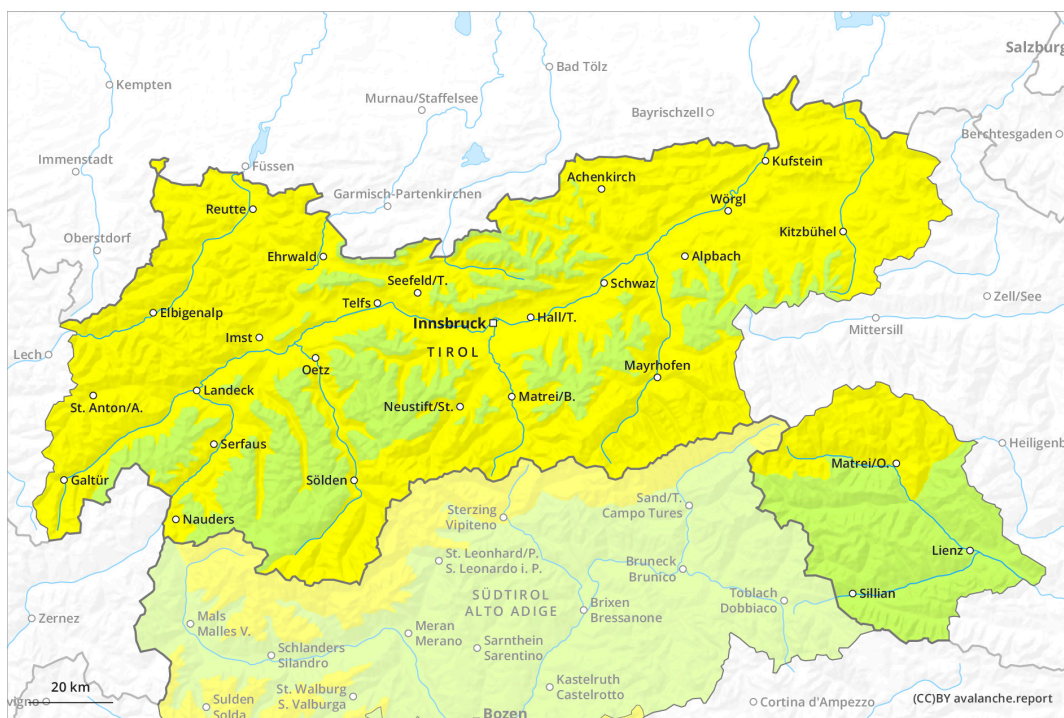 Salzburg
Bad Tölz
Kempten
Murnau/Staffelsee
Bayrischzell
Berchtesgaden
Immenstadt
Füssen
Kufstein
Achenkirch
Garmisch-Partenkirchen
Reutte
Wörgl
Oberstdorf
Kitzbühel
Ehrwald
Alpbach
Seefeld/T.
Schwaz
Zell/See
Telfs
Elbigenalp
Innsbruck
Hall/T.
Mittersill
Imst
Lech
TIROL
Oetz
Mayrhofen
Landeck
St. Anton/A.
Neustift/St.
Matrei/B.
Serfaus
Heiligenb
Matrei/O.
Galtür
Sölden
Sand/T.
Campo Tures
Sterzing
Vipiteno
Nauders
Lienz
St. Leonhard/P.
S. Leonardo i. P.
Bruneck
Brunico
SÜDTIROL
ALTO ADIGE
Toblach
Dobbiaco
Sillian
Brixen
Bressanone
Zernez
Mals
Malles V.
Meran
Merano
Sarnthein
Sarentino
Schlanders
Silandro
Kastelruth
Castelrotto
20 km
St. Walburg
S. Valburga
vigno
Sulden
Solda
Cortina d'Ampezzo
(CC)BY avalanche.report
Bozen